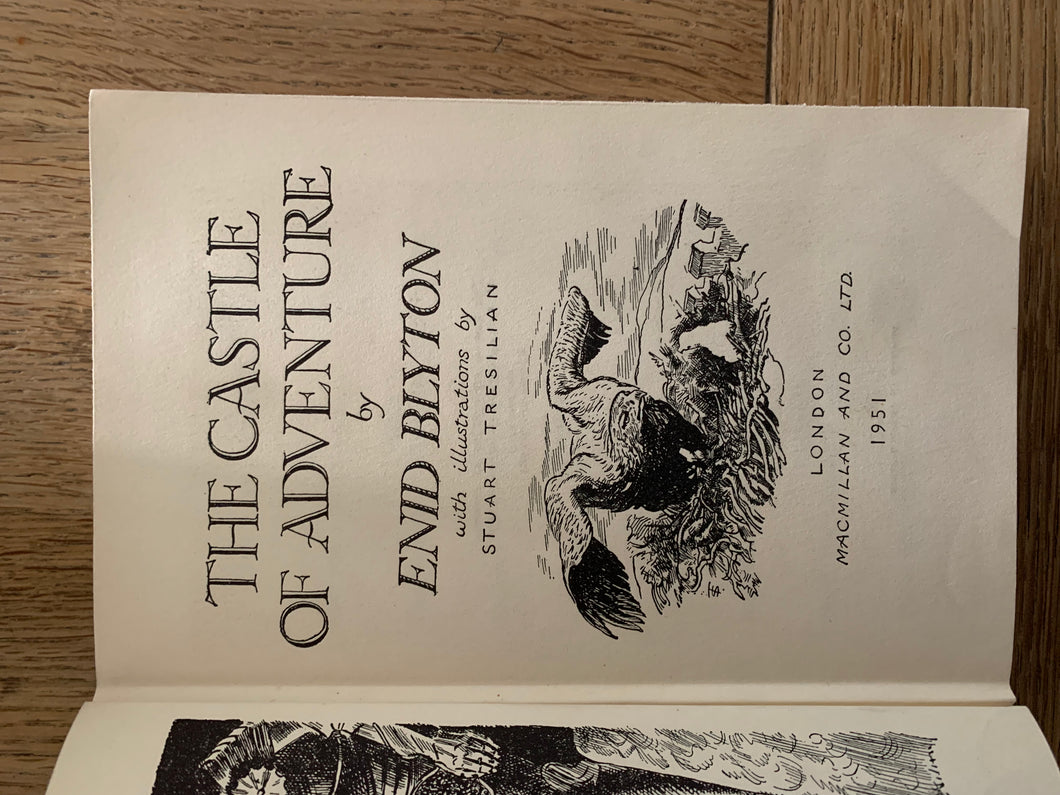 THE CASTLE
OF ADVENTURE
by
ENID BLYTON
with illustrations by
STUART TRESILIAN
LONDON
MACMILLAN AND CO. LTD.
1951